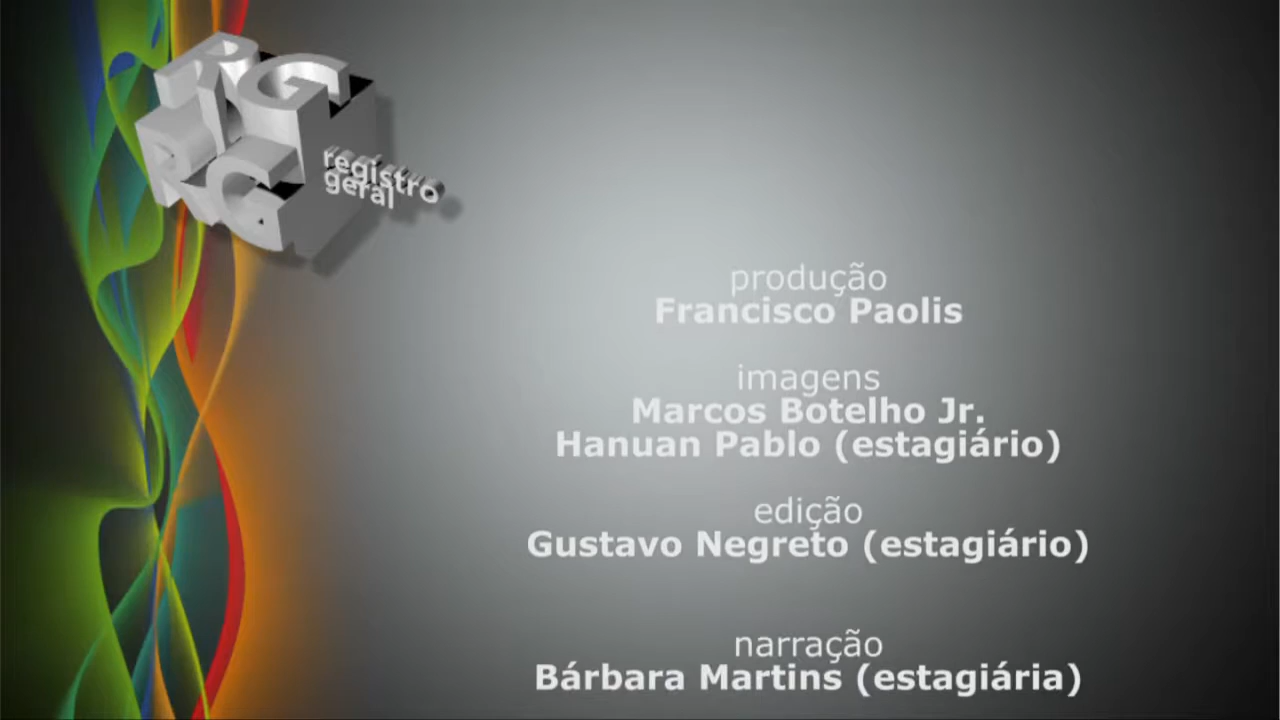 RG
RG
registro
geral
produção
Francisco Paolis
imagens
Marcos Botelho Jr.
Hanuan Pablo (estagiário)
edição
Gustavo Negreto (estagiário)
narração
Bárbara Martins (estagiária)